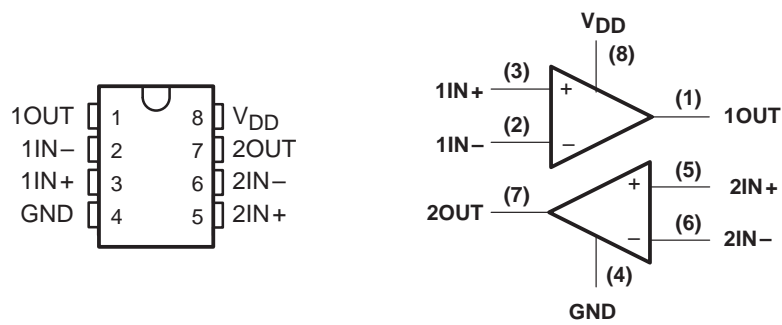 1OUT 1 8 VDD
1IN− 2 7 2OUT
1IN+ 3 6 2IN−
GND 4 5 2IN+
VDD
(8)
1IN+ (3) +
(1) 1OUT
1IN− (2) −
+ (5) 2IN+
2OUT (7)
− (6) 2IN−
(4)
GND